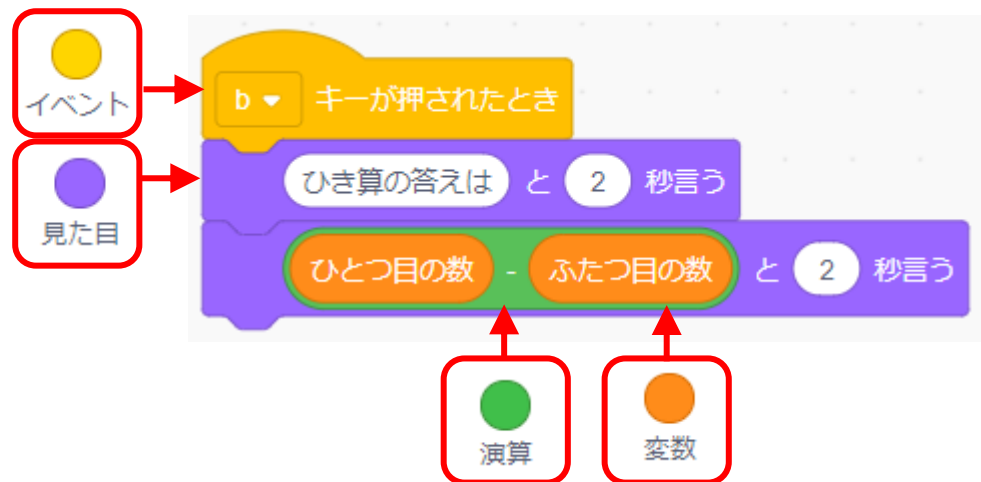 イベント
b キーが押されたとき
見た目
ひき算の答えは と 2 秒言う
ひとつ目の数 - ふたつ目の数 と 2 秒言う
演算
変数